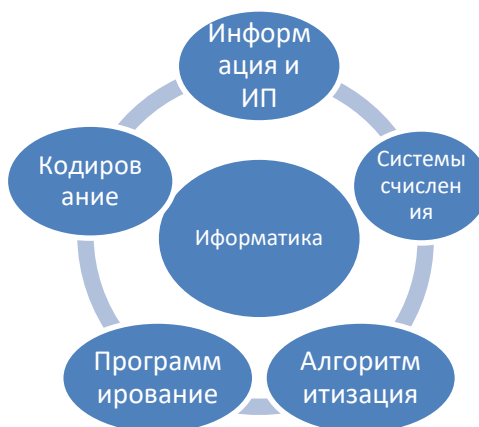 Информ
ация и
ИП
Системы
счислен
ия
Алгоритм
итизация
Программ
ирование
Кодиров
ание
Иформатика